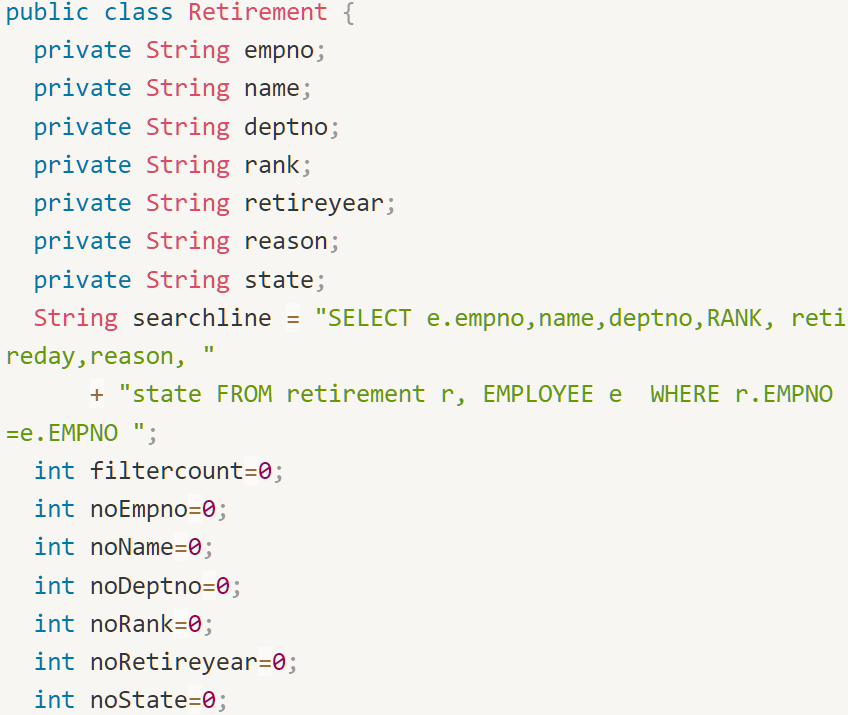 public class Retirement {
  private String empno;
  private String name;
  private String deptno;
  private String rank;
  private String retireyear;
  private String reason;
  private String state;
  String searchline = "SELECT e.empno,name,deptno,RANK, reti
reday,reason, "
      + "state FROM retirement r, EMPLOYEE e  WHERE r.EMPNO
=e.EMPNO ";
  int filtercount=0;
  int noEmpno=0;
  int noName=0;
  int noDeptno=0;
  int noRank=0;
  int noRetireyear=0;
  int noState=0;